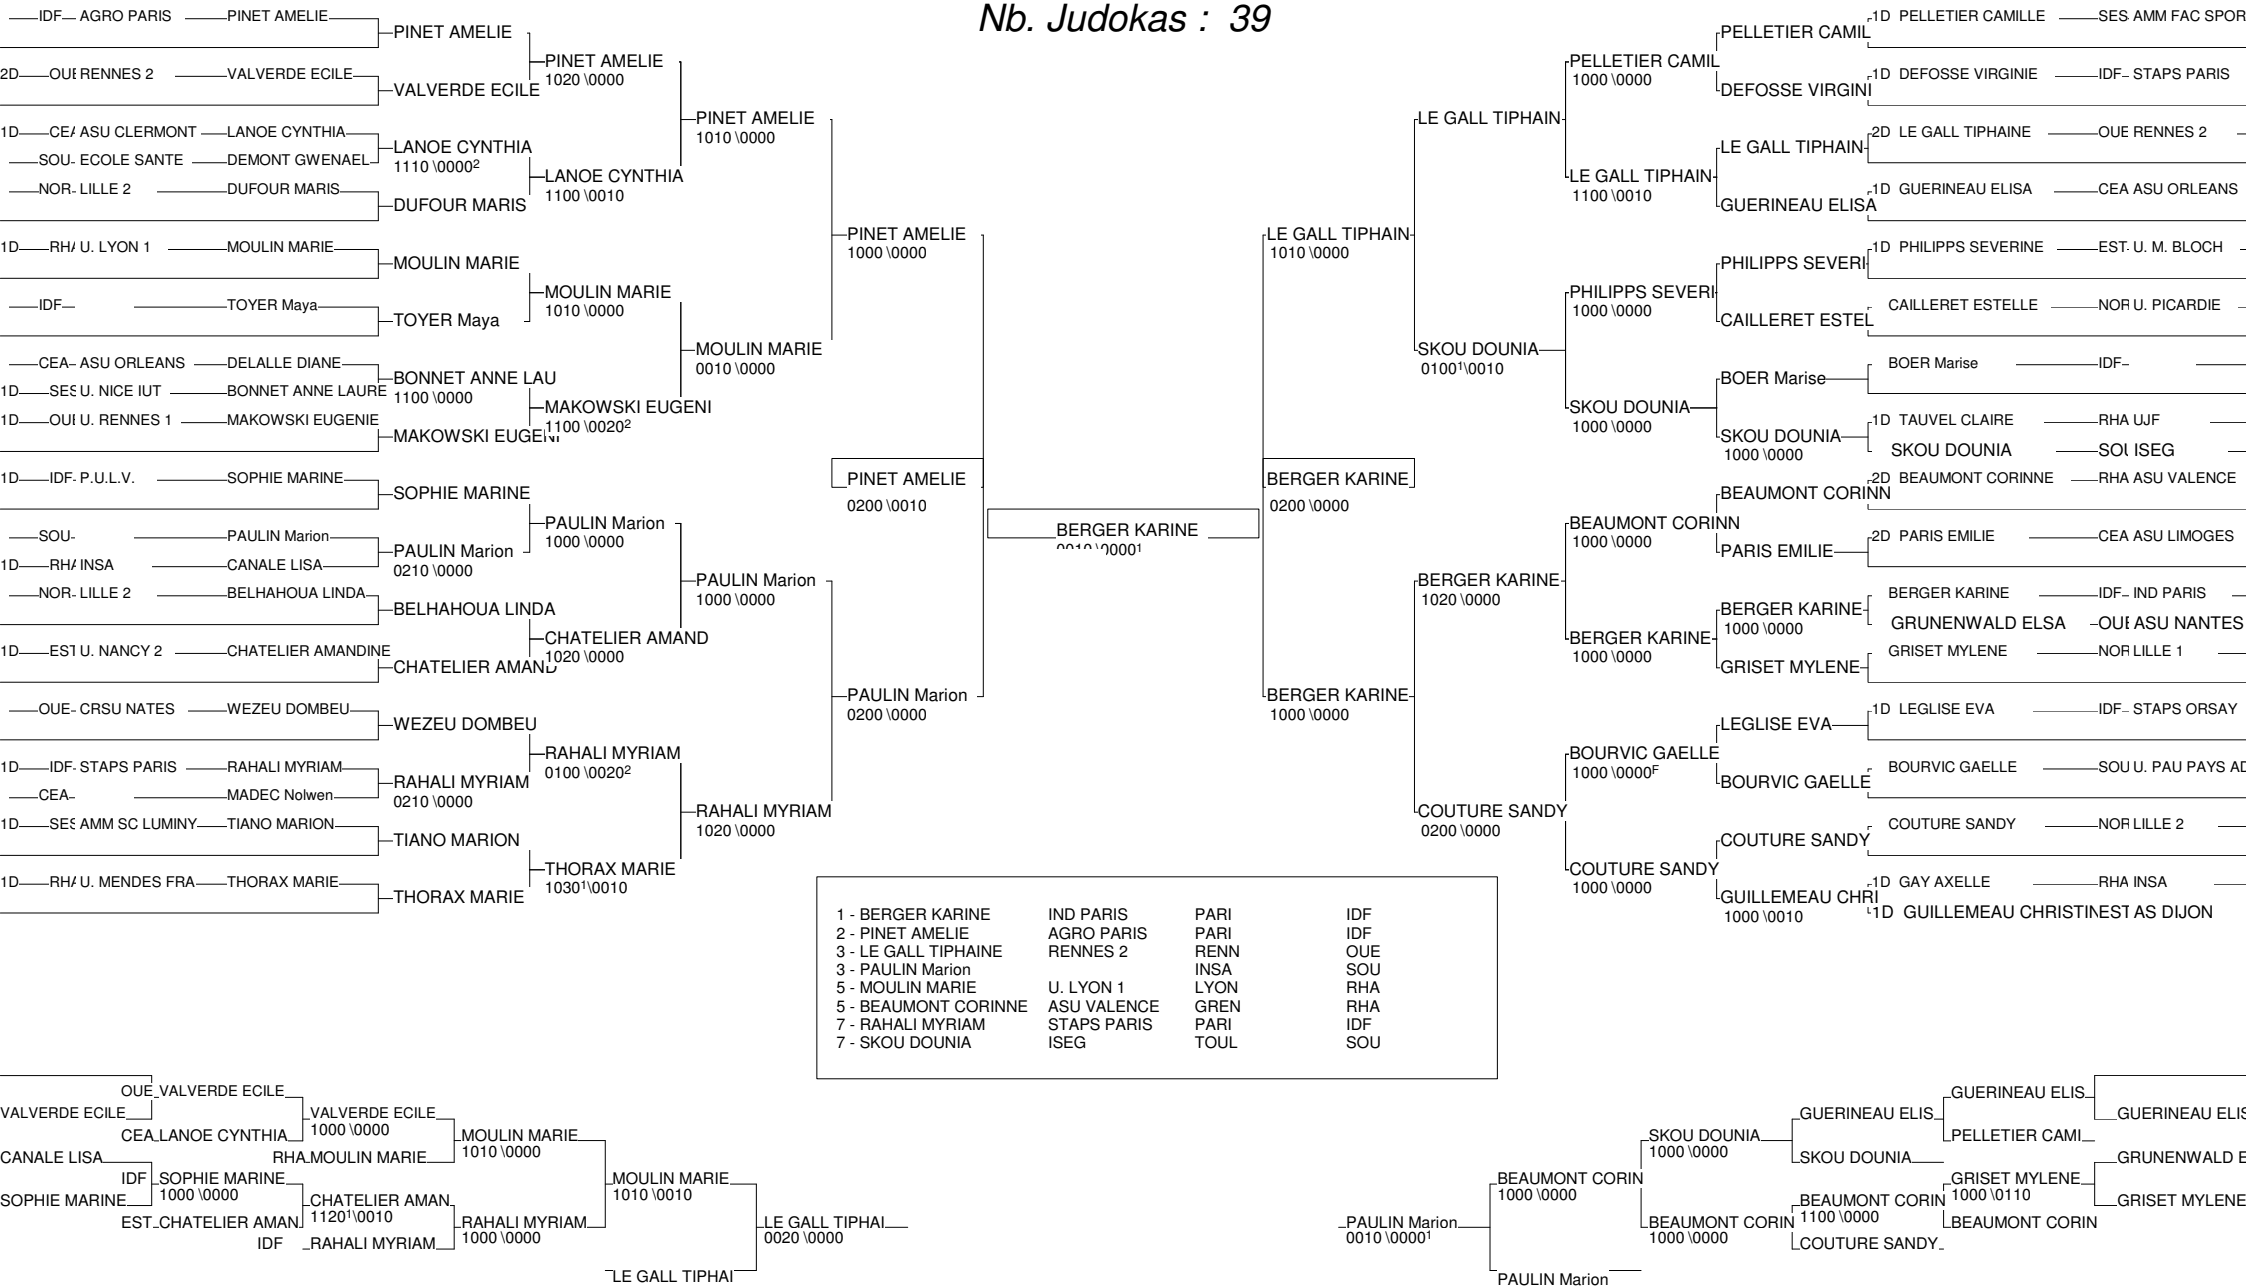 Nb. Judokas : 39
IDF AGRO PARIS PINET AMELIE
2D OUE RENNES 2 VALVERDE ECILE
1D CEA ASU CLERMONT LANOE CYNTHIA
SOU ECOLE SANTE DEMONT GWENAEL
NOR LILLE 2 DUFOUR MARIS
1D RHA U. LYON 1 MOULIN MARIE
IDF TOYER Maya
CEA ASU ORLEANS DELALLE DIANE
1D SES U. NICE IUT BONNET ANNE LAURE
1D OUE U. RENNES 1 MAKOWSKI EUGENIE
1D IDF P.U.L.V. SOPHIE MARINE
SOU PAULIN Marion
1D RHA INSA CANALE LISA
NOR LILLE 2 BELHAHOUA LINDA
1D EST U. NANCY 2 CHATELIER AMANDINE
OUE CRSU NATES WEZEU DOMBEU
1D IDF STAPS PARIS RAHALI MYRIAM
CEA MADEC Nolwen
1D SES AMM SC LUMINY TIANO MARION
1D RHA U. MENDES FRA THORAX MARIE
PINET AMELIE
VALVERDE ECILE
LANOE CYNTHIA
1110 \0000²
DUFOUR MARIS
MOULIN MARIE
TOYER Maya
BONNET ANNE LAU
1100 \0000
MAKOWSKI EUGENI
SOPHIE MARINE
PAULIN Marion
0210 \0000
BELHAHOUA LINDA
CHATELIER AMAND
WEZEU DOMBEU
RAHALI MYRIAM
0210 \0000
TIANO MARION
THORAX MARIE
PINET AMELIE
1020 \0000
LANOE CYNTHIA
1100 \0010
MOULIN MARIE
1010 \0000
MAKOWSKI EUGENI
1100 \0020²
PAULIN Marion
1000 \0000
CHATELIER AMAND
1020 \0000
RAHALI MYRIAM
0100 \0020²
THORAX MARIE
1030¹\0010
PINET AMELIE
1010 \0000
MOULIN MARIE
0010 \0000
PAULIN Marion
1000 \0000
RAHALI MYRIAM
1020 \0000
PINET AMELIE
1000 \0000
PAULIN Marion
0200 \0000
PINET AMELIE
0200 \0010
BERGER KARINE
0010 \0000¹
BERGER KARINE
0200 \0000
LE GALL TIPHAIN
1010 \0000
BERGER KARINE
1000 \0000
LE GALL TIPHAIN
SKOU DOUNIA
0100¹\0010
BERGER KARINE
1020 \0000
COUTURE SANDY
0200 \0000
PELLETIER CAMIL
1000 \0000
LE GALL TIPHAIN
1100 \0010
PHILIPPS SEVERI
1000 \0000
SKOU DOUNIA
1000 \0000
BEAUMONT CORINN
1000 \0000
BERGER KARINE
1000 \0000
BOURVIC GAELLE
1000 \0000F
COUTURE SANDY
1000 \0000
PELLETIER CAMIL
DEFOSSE VIRGINI
LE GALL TIPHAIN
GUERINEAU ELISA
PHILIPPS SEVERI
CAILLERET ESTEL
BOER Marise
SKOU DOUNIA
1000 \0000
BEAUMONT CORINN
PARIS EMILIE
BERGER KARINE
1000 \0000
GRISET MYLENE
LEGLISE EVA
BOURVIC GAELLE
COUTURE SANDY
GUILLEMEAU CHRI
1000 \0010
1D PELLETIER CAMILLE SES AMM FAC SPOR
1D DEFOSSE VIRGINIE IDF STAPS PARIS
2D LE GALL TIPHAINE OUE RENNES 2
1D GUERINEAU ELISA CEA ASU ORLEANS
1D PHILIPPS SEVERINE EST U. M. BLOCH
CAILLERET ESTELLE NOR U. PICARDIE
BOER Marise IDF
1D TAUVEL CLAIRE RHA UJF
SKOU DOUNIA SOU ISEG
2D BEAUMONT CORINNE RHA ASU VALENCE
2D PARIS EMILIE CEA ASU LIMOGES
BERGER KARINE IDF IND PARIS
GRUNENWALD ELSA OUE ASU NANTES
GRISET MYLENE NOR LILLE 1
1D LEGLISE EVA IDF STAPS ORSAY
BOURVIC GAELLE SOU U. PAU PAYS AD
COUTURE SANDY NOR LILLE 2
1D GAY AXELLE RHA INSA
1D GUILLEMEAU CHRISTIN EST AS DIJON
1 - BERGER KARINE IND PARIS PARI IDF
2 - PINET AMELIE AGRO PARIS PARI IDF
3 - LE GALL TIPHAINE RENNES 2 RENN OUE
3 - PAULIN Marion INSA SOU
5 - MOULIN MARIE U. LYON 1 LYON RHA
5 - BEAUMONT CORINNE ASU VALENCE GREN RHA
7 - RAHALI MYRIAM STAPS PARIS PARI IDF
7 - SKOU DOUNIA ISEG TOUL SOU
VALVERDE ECILE
CANALE LISA
SOPHIE MARINE
OUE VALVERDE ECILE
CEA LANOE CYNTHIA
IDF SOPHIE MARINE
1000 \0000
EST CHATELIER AMAN
VALVERDE ECILE
1000 \0000
RHA MOULIN MARIE
CHATELIER AMAN
1120¹\0010
IDF RAHALI MYRIAM
MOULIN MARIE
1010 \0000
RAHALI MYRIAM
1000 \0000
MOULIN MARIE
1010 \0010
LE GALL TIPHAI
LE GALL TIPHAI
0020 \0000
PAULIN Marion
0010 \0000¹
BEAUMONT CORIN
1000 \0000
PAULIN Marion
SKOU DOUNIA
1000 \0000
BEAUMONT CORIN
1000 \0000
GUERINEAU ELIS
SKOU DOUNIA
BEAUMONT CORIN
1100 \0000
COUTURE SANDY
GUERINEAU ELIS
PELLETIER CAMI
GRISET MYLENE
1000 \0110
BEAUMONT CORIN
GUERINEAU ELIS
GRUNENWALD E
GRISET MYLENE